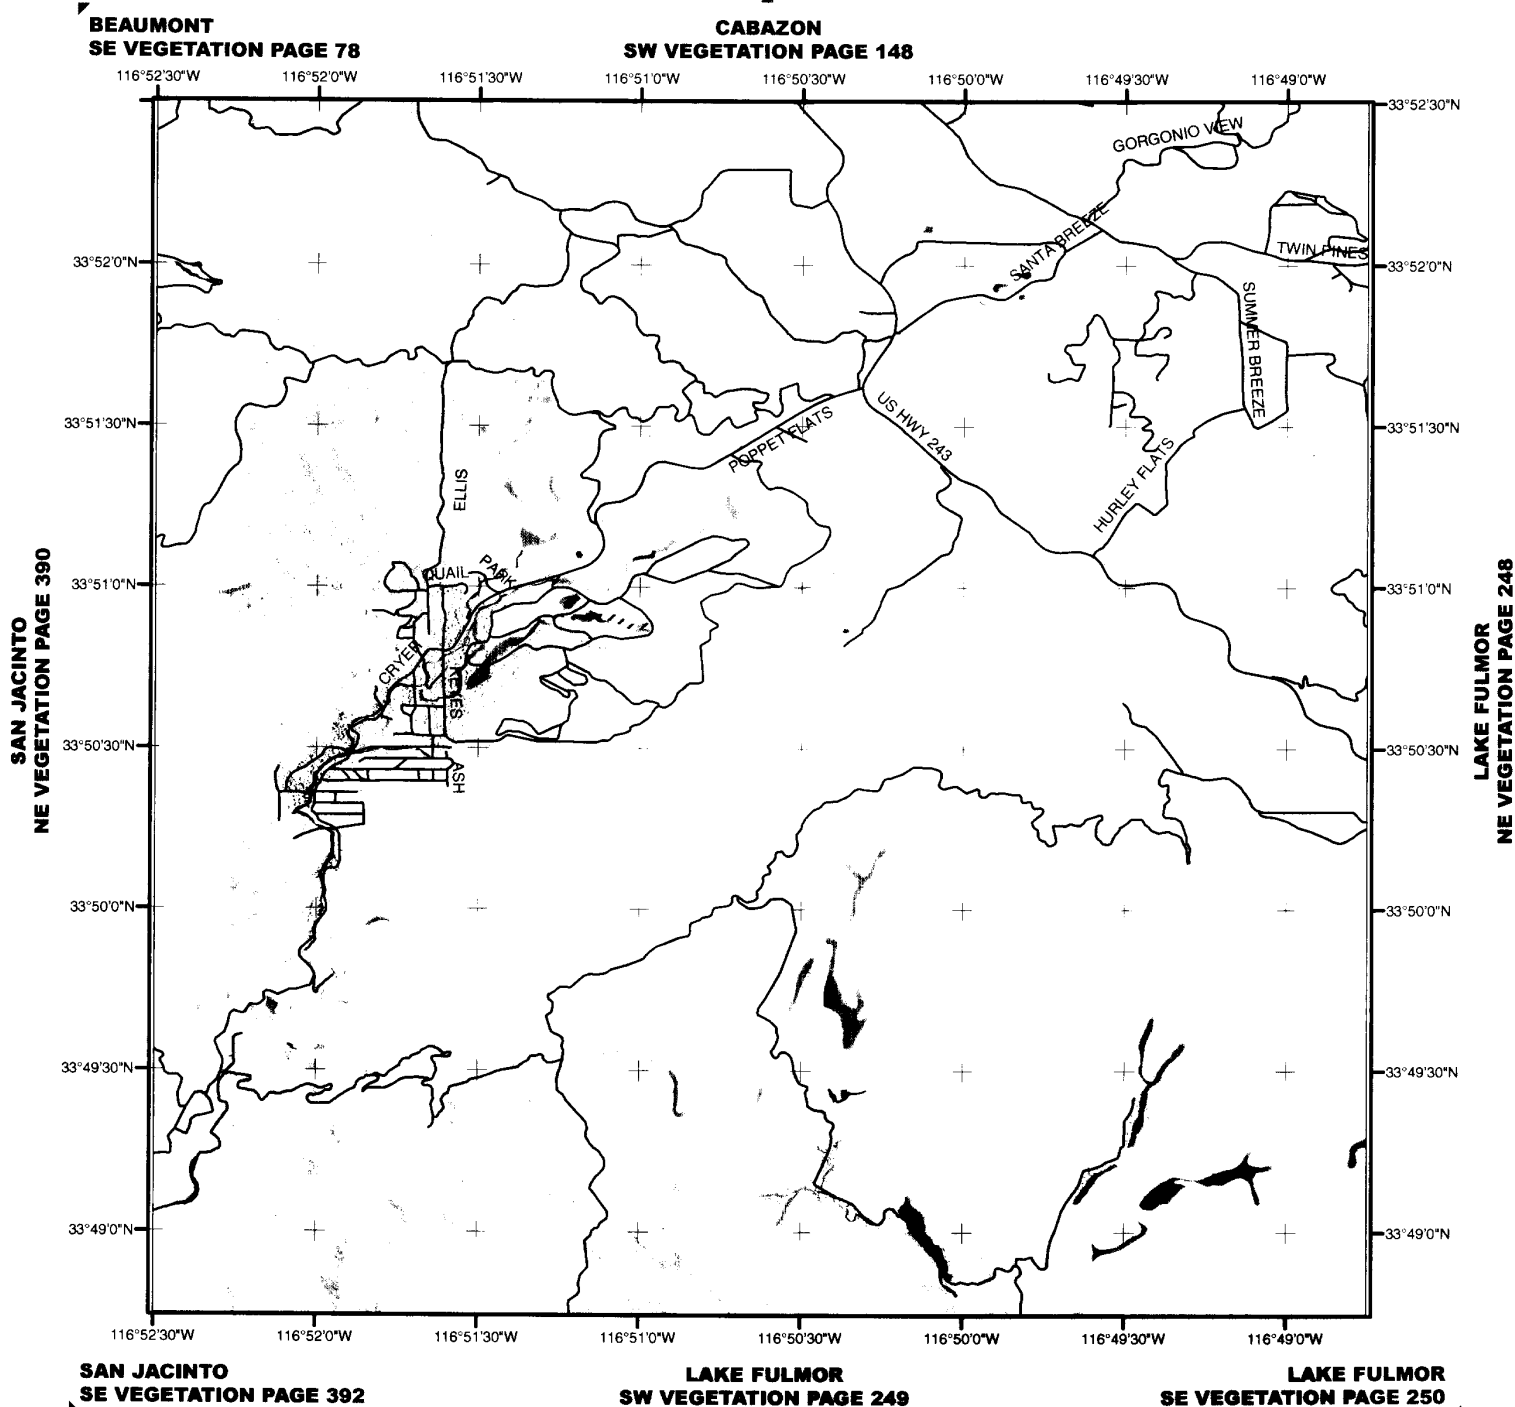 BEAUMONT
SE VEGETATION PAGE 78
CABAZON
SW VEGETATION PAGE 148
116°52'30"W
116°52'0"W
116°51'30"W
116°51'0"W
116°50'30"W
116°50'0"W
116°49'30"W
116°49'0"W
33°52'30"N
GORGONIO VIEW
SANTA BREEZE
TWIN PINES
33°52'0"N
33°52'0"N
SUMMER BREEZE
US HWY 243
POPPET FLATS
33°51'30"N
33°51'30"N
HURLEY FLATS
ELLIS
QUAIL
PARK
33°51'0"N
33°51'0"N
SAN JACINTO
NE VEGETATION PAGE 390
LAKE FULMOR
NE VEGETATION PAGE 248
CRYER
33°50'30"N
33°50'30"N
ASH
33°50'0"N
33°50'0"N
33°49'30"N
33°49'30"N
33°49'0"N
33°49'0"N
116°52'30"W
116°52'0"W
116°51'30"W
116°51'0"W
116°50'30"W
116°50'0"W
116°49'30"W
116°49'0"W
SAN JACINTO
SE VEGETATION PAGE 392
LAKE FULMOR
SW VEGETATION PAGE 249
LAKE FULMOR
SE VEGETATION PAGE 250